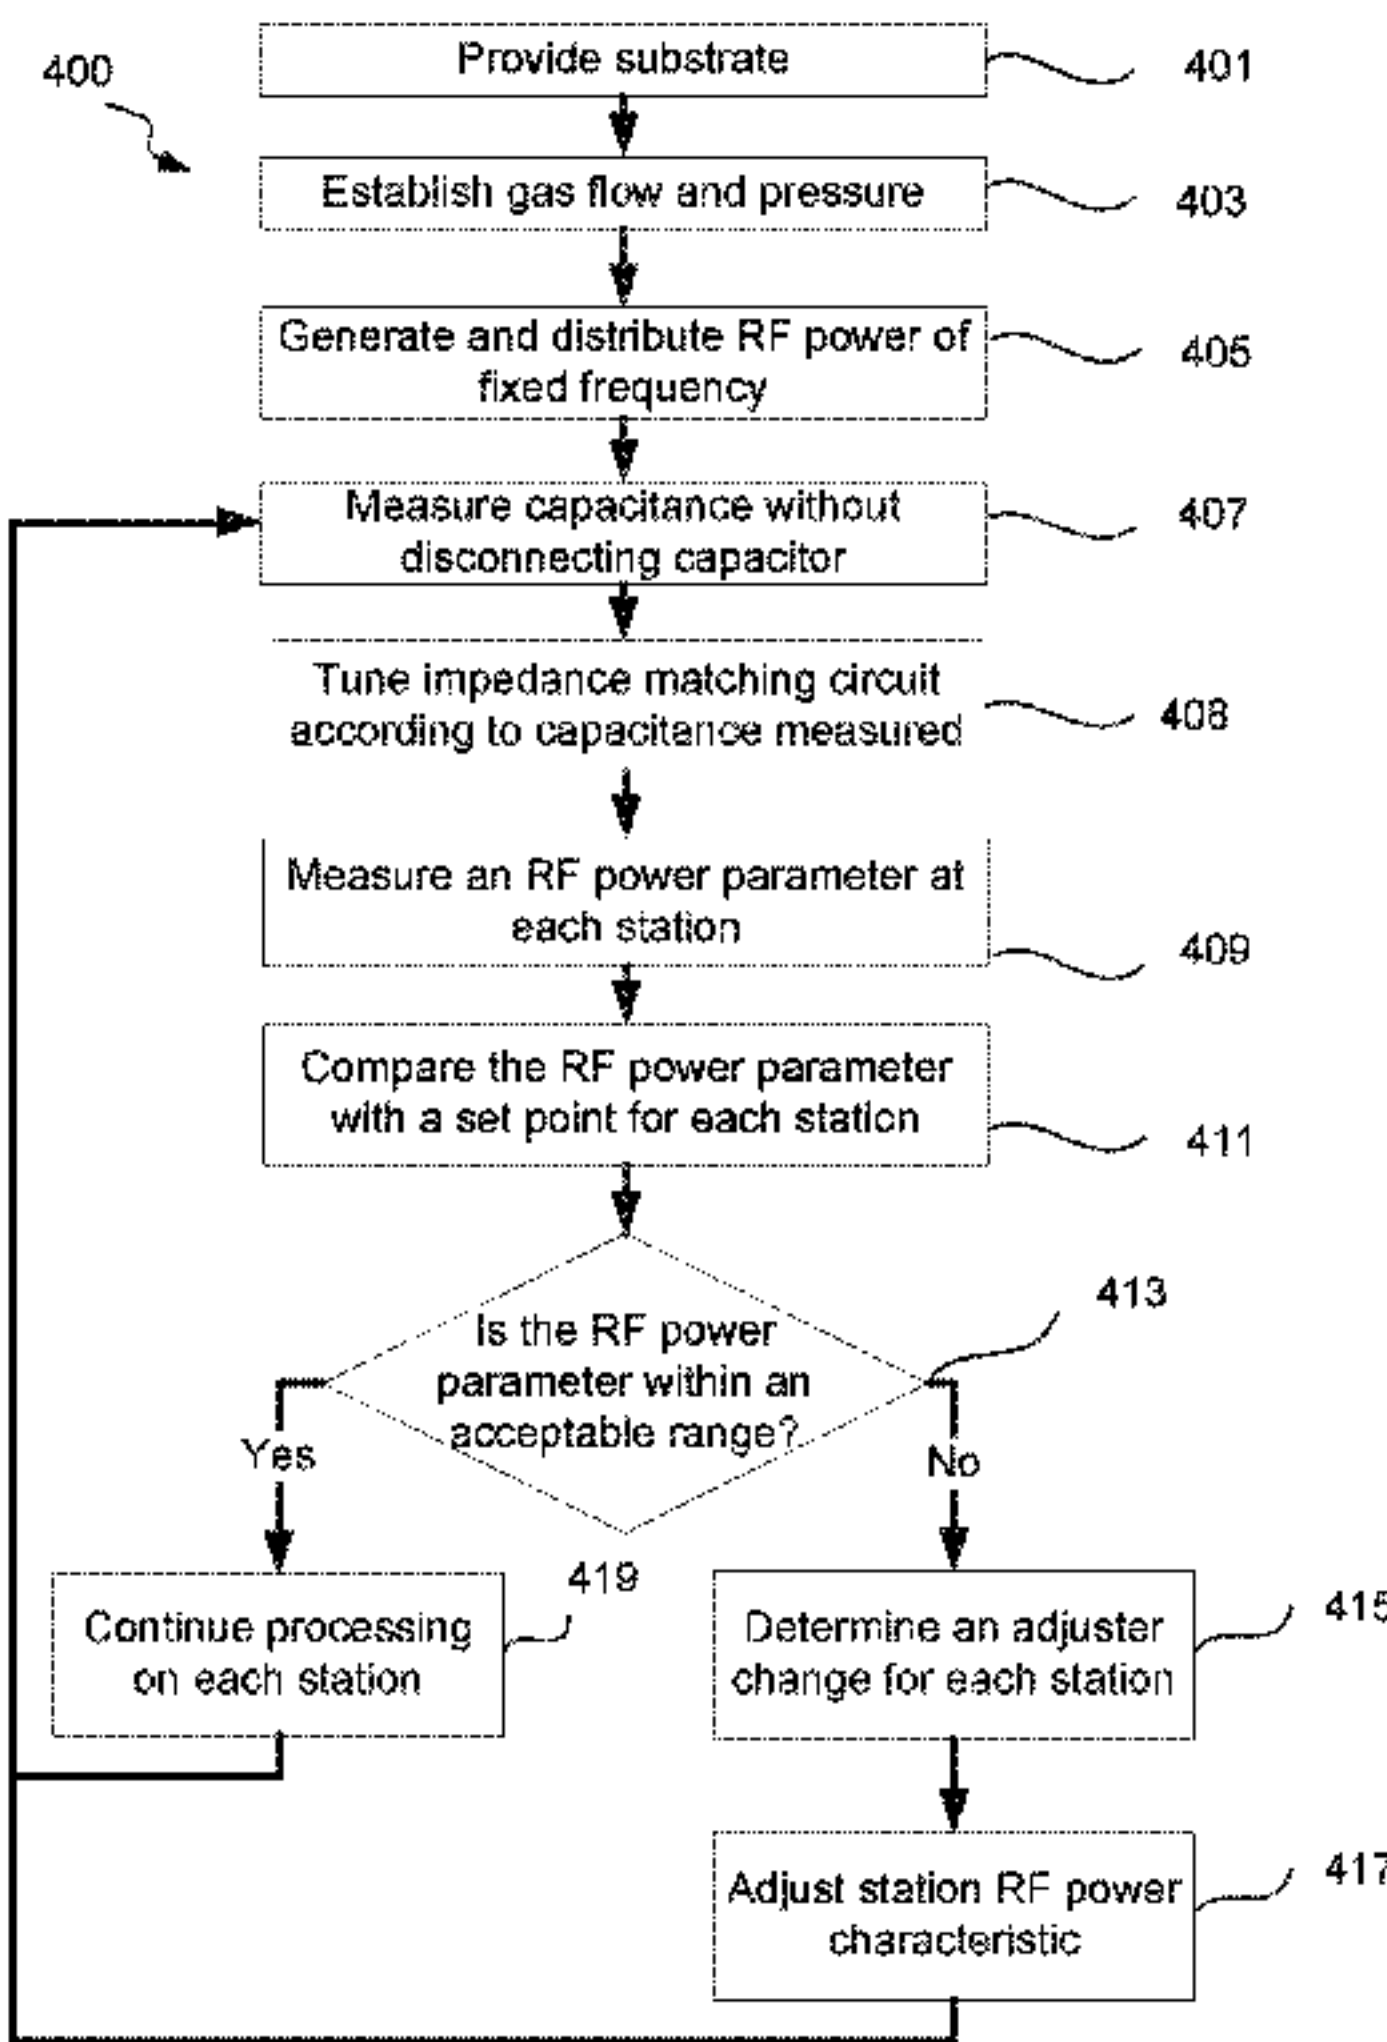 400
Provide substrate
401
Establish gas flow and pressure
403
Generate and distribute RF power of
fixed frequency
405
Measure capacitance without
disconnecting capacitor
407
Tune impedance matching circuit
according to capacitance measured
408
Measure an RF power parameter at
each station
409
Compare the RF power parameter
with a set point for each station
411
Is the RF power
parameter within an
acceptable range?
413
Yes
No
Continue processing
on each station
419
Determine an adjuster
change for each station
415
Adjust station RF power
characteristic
417